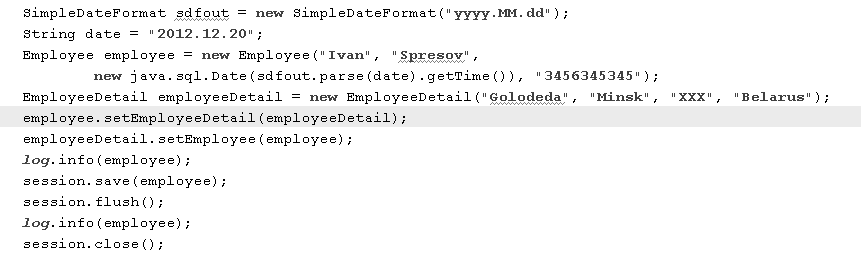 SimpleDateFormat sdfout = new SimpleDateFormat("yyyy.MM.dd");
String date = "2012.12.20";
Employee employee = new Employee("Ivan", "Spresov",
new java.sql.Date(sdfout.parse(date).getTime()), "3456345345");
EmployeeDetail employeeDetail = new EmployeeDetail("Golodeda", "Minsk", "XXX", "Belarus");
employee.setEmployeeDetail(employeeDetail);
employeeDetail.setEmployee(employee);
log.info(employee);
session.save(employee);
session.flush();
log.info(employee);
session.close();